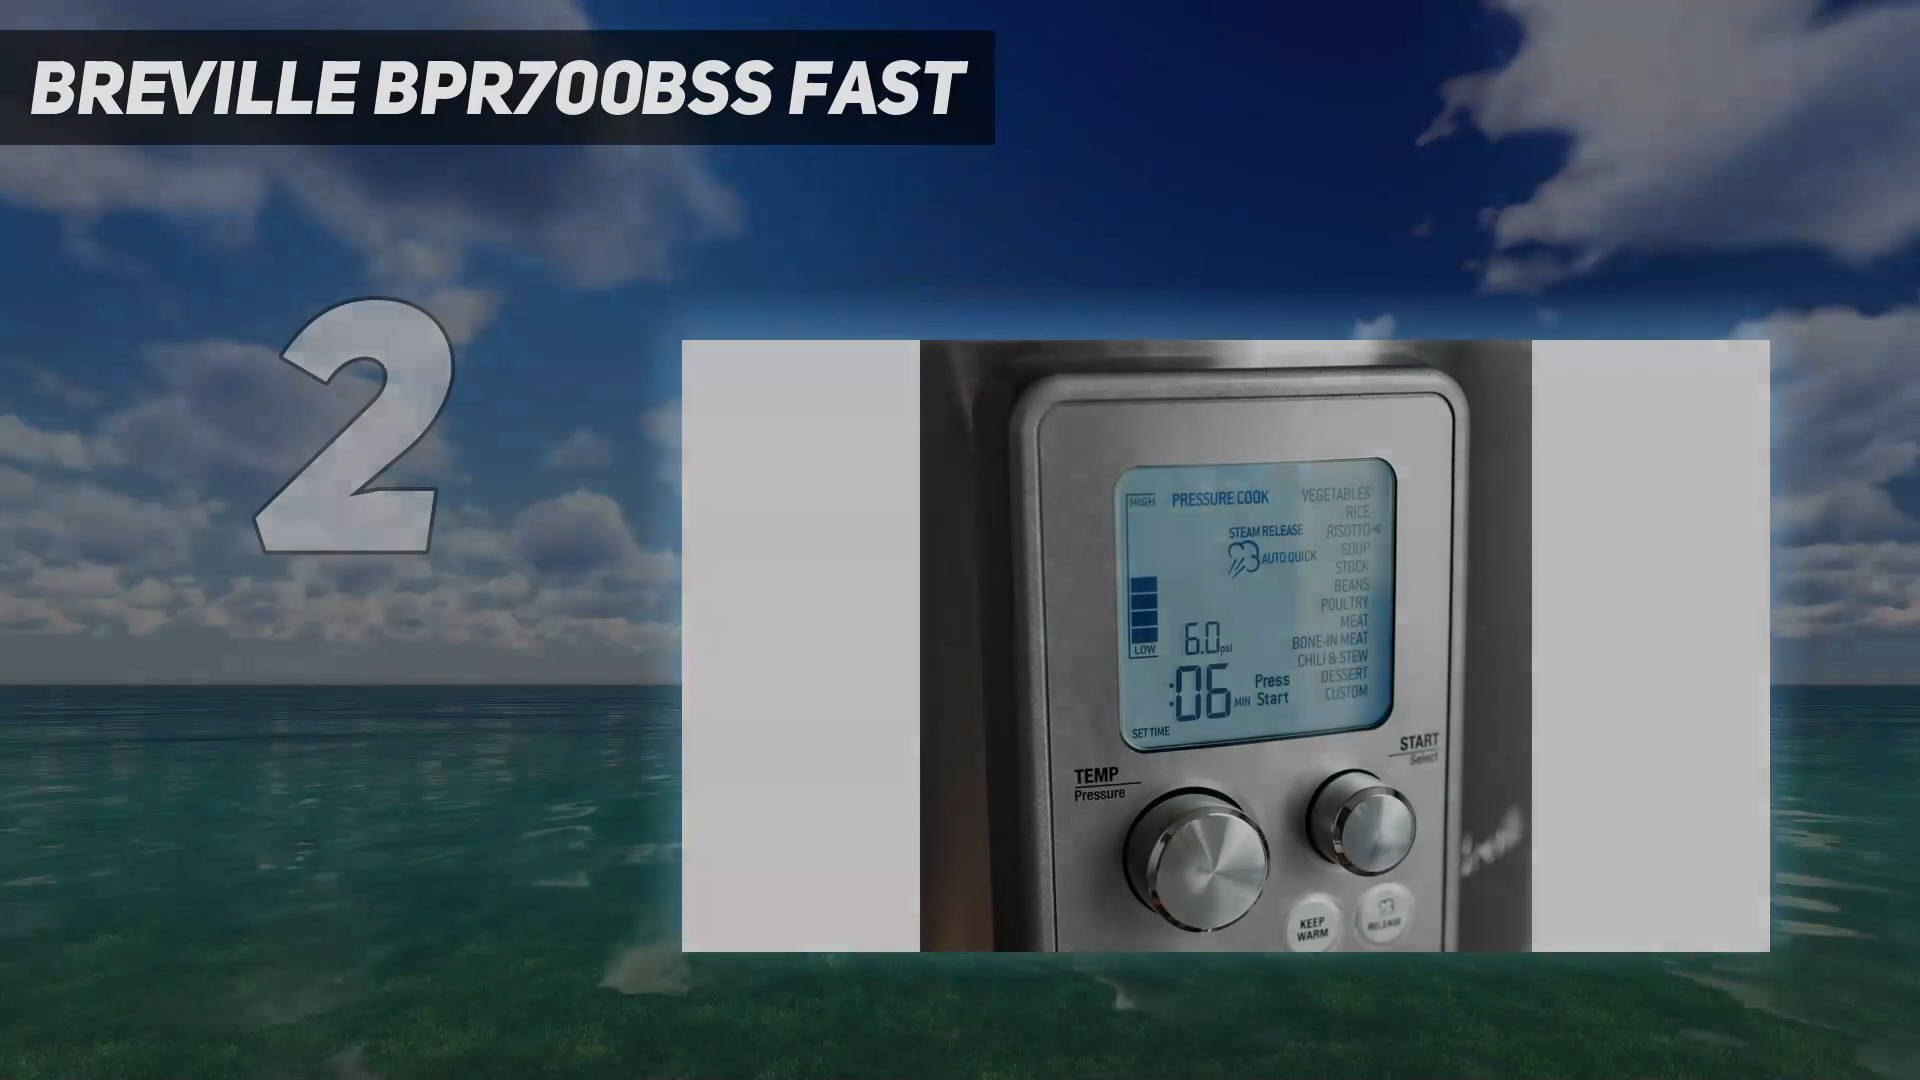 BREVILLE BPR700BSS FAST
2
HIGH
PRESSURE COOK
VEGETABLES
RICE
STEAM RELEASE
RISOTTO
AUTO QUICK
SOUP
STOCK
BEANS
POULTRY
MEAT
6.0 psi
BONE-IN MEAT
LOW
CHILI & STEW
:06 MIN
Press
Start
DESSERT
CUSTOM
SET TIME
START
Select
TEMP
Pressure
KEEP
WARM
RELEASE